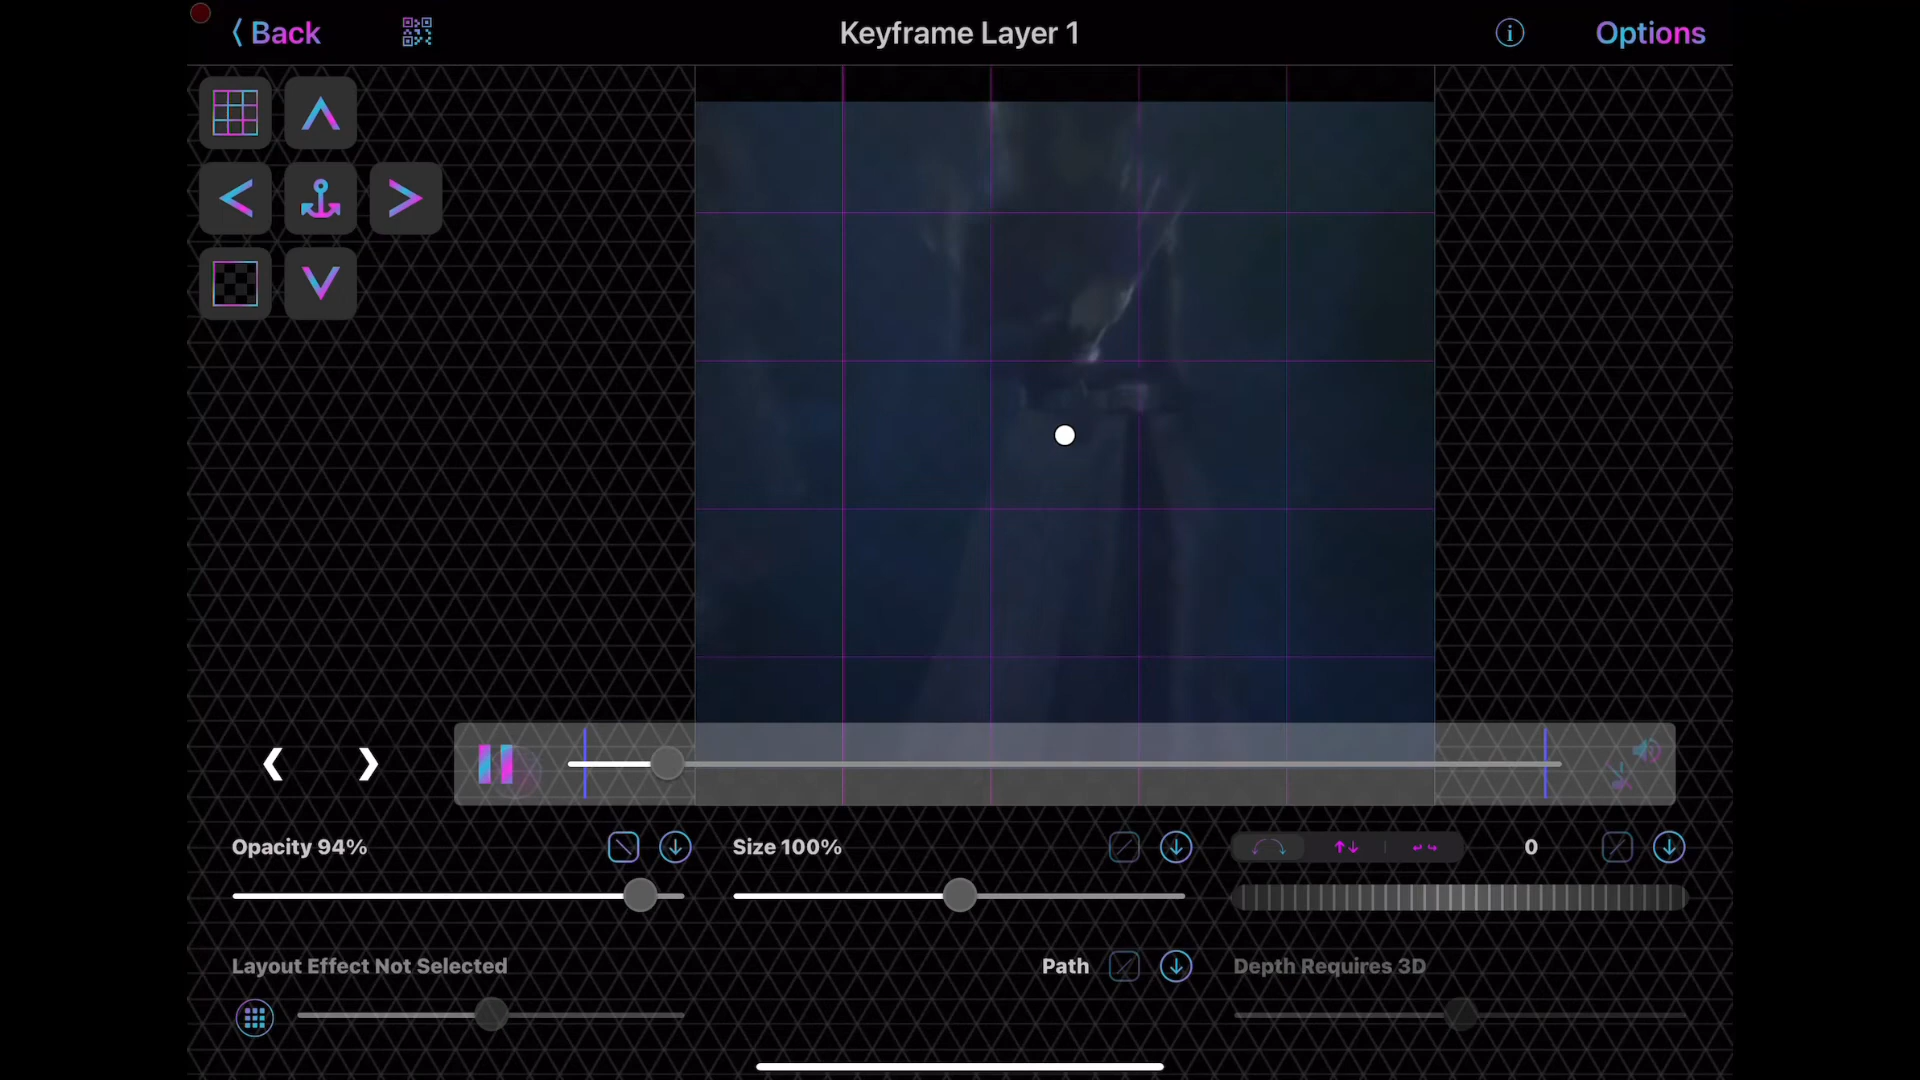 Back
Keyframe Layer 1
Options
Opacity 94%
Size 100%
0
Layout Effect Not Selected
Path
Depth Requires 3D